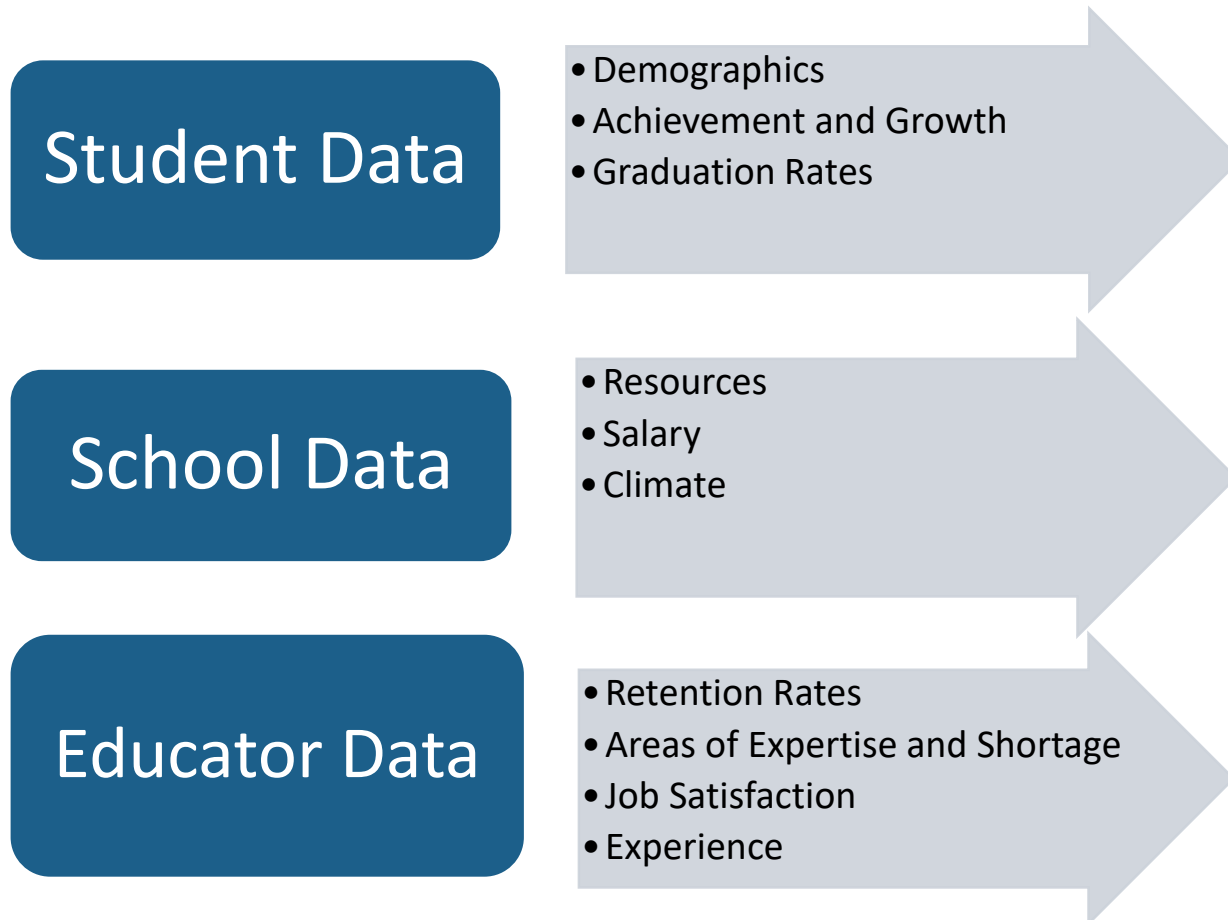 Student Data
• Demographics
• Achievement and Growth
• Graduation Rates
School Data
• Resources
• Salary
• Climate
Educator Data
• Retention Rates
• Areas of Expertise and Shortage
• Job Satisfaction
• Experience